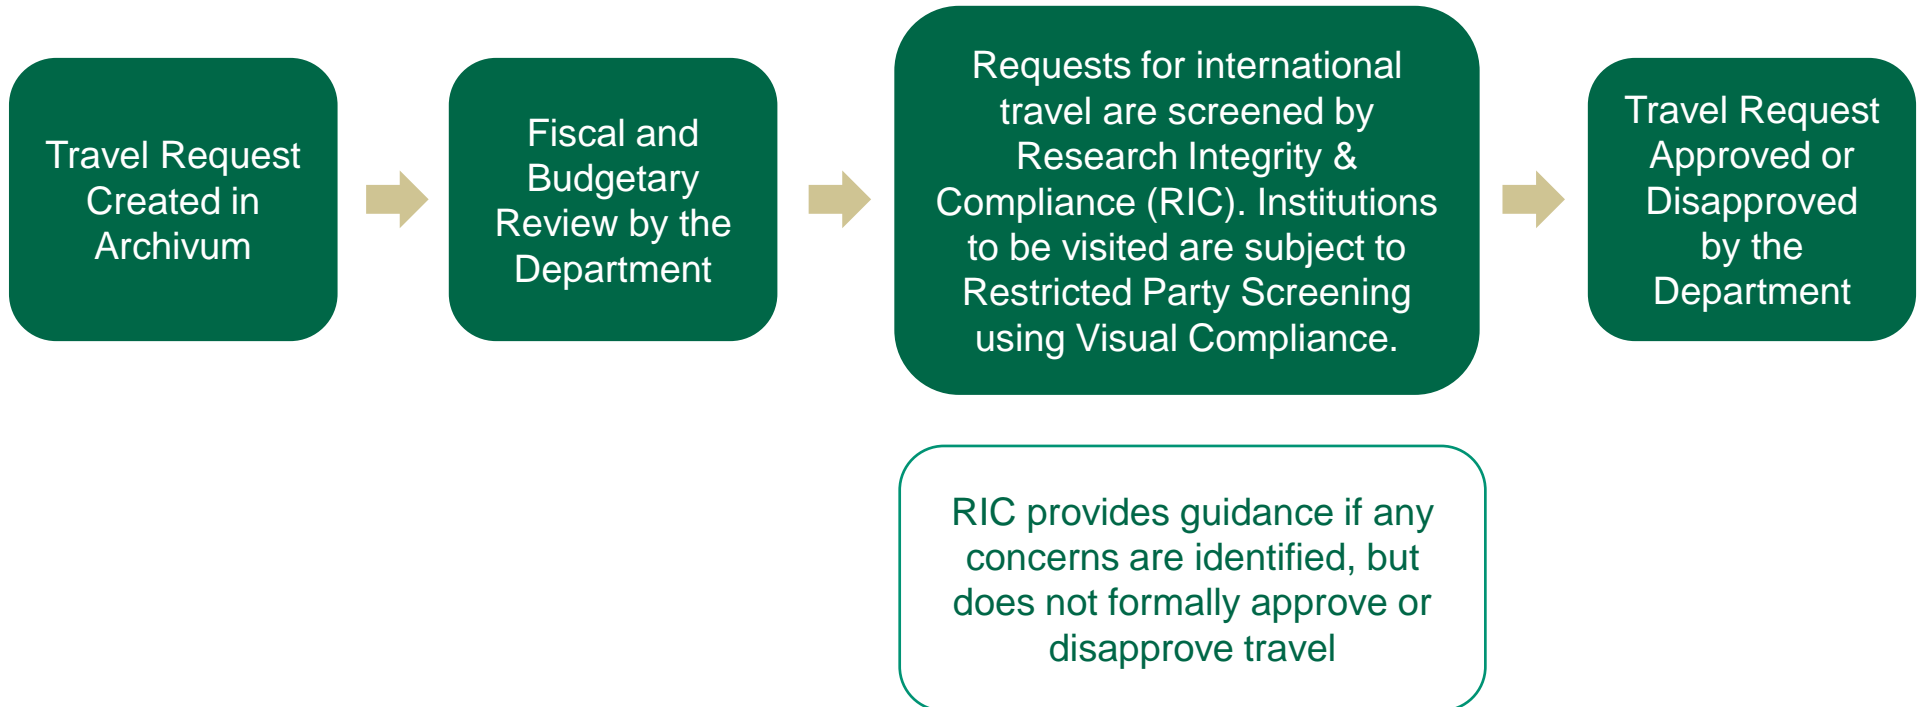 Travel Request
Created in
Archivum
Fiscal and
Budgetary
Review by the
Department
Requests for international
travel are screened by
Research Integrity &
Compliance (RIC). Institutions
to be visited are subject to
Restricted Party Screening
using Visual Compliance.
Travel Request
Approved or
Disapproved
by the
Department
RIC provides guidance if any
concerns are identified, but
does not formally approve or
disapprove travel